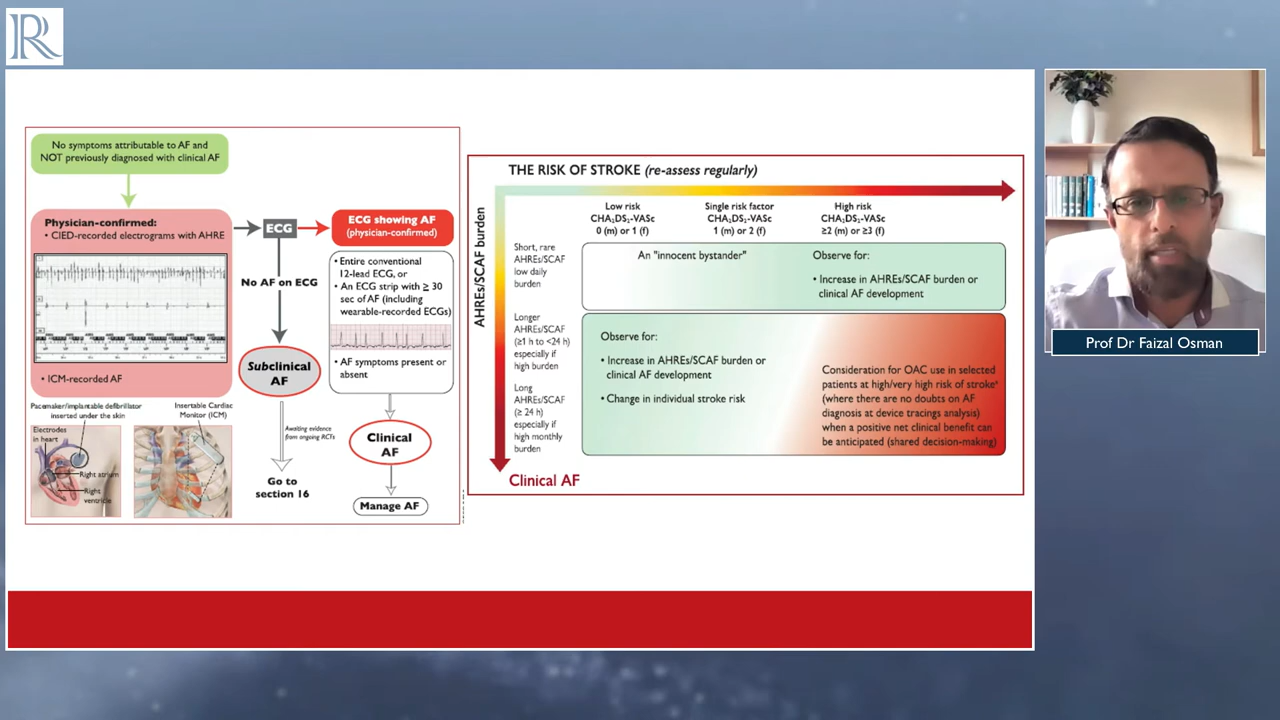 R
No symptoms attributable to AF and
NOT previously diagnosed with clinical AF
Physician-confirmed:
• CIED-recorded electrograms with AHRE
• ICM-recorded AF
ECG
No AF on ECG
Subclinical
AF
Awaiting evidence
from ongoing RCTs
Go to
section 16
ECG showing AF
(physician-confirmed)
• Entire conventional
12-lead ECG, or
• An ECG strip with ≥ 30
sec of AF (including
wearable-recorded ECGs)
• AF symptoms present or
absent
Clinical
AF
Manage AF
Pacemaker/implantable defibrillator
inserted under the skin
Electrodes
in heart
Right atrium
Right
ventricle
Insertable Cardiac
Monitor (ICM)
THE RISK OF STROKE (re-assess regularly)
AHREs/SCAF burden
Low risk
CHA₂DS₂-VASc
0 (m) or 1 (f)
Single risk factor
CHA₂DS₂-VASc
1 (m) or 2 (f)
High risk
CHA₂DS₂-VASc
≥2 (m) or ≥3 (f)
Short, rare
AHREs/SCAF
low daily
burden
An "innocent bystander"
Observe for:
• Increase in AHREs/SCAF burden or
clinical AF development
Longer
AHREs/SCAF
(≥1 h to <24 h)
especially if
high burden
Long
AHREs/SCAF
(≥ 24 h)
especially if
high monthly
burden
Observe for:
• Increase in AHREs/SCAF burden or
clinical AF development
• Change in individual stroke risk
Consideration for OAC use in selected
patients at high/very high risk of stroke
(where there are no doubts on AF
diagnosis at device tracings analysis)
when a positive net clinical benefit can
be anticipated (shared decision-making)
Clinical AF
Prof Dr Faizal Osman